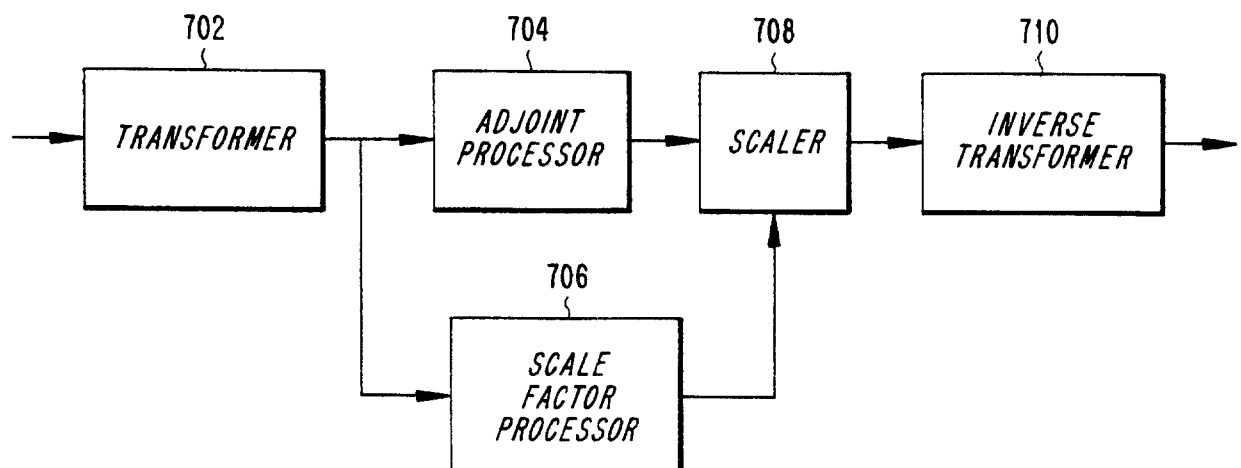 702
704
708
710
TRANSFORMER
ADJOINT
PROCESSOR
SCALER
INVERSE
TRANSFORMER
706
SCALE
FACTOR
PROCESSOR